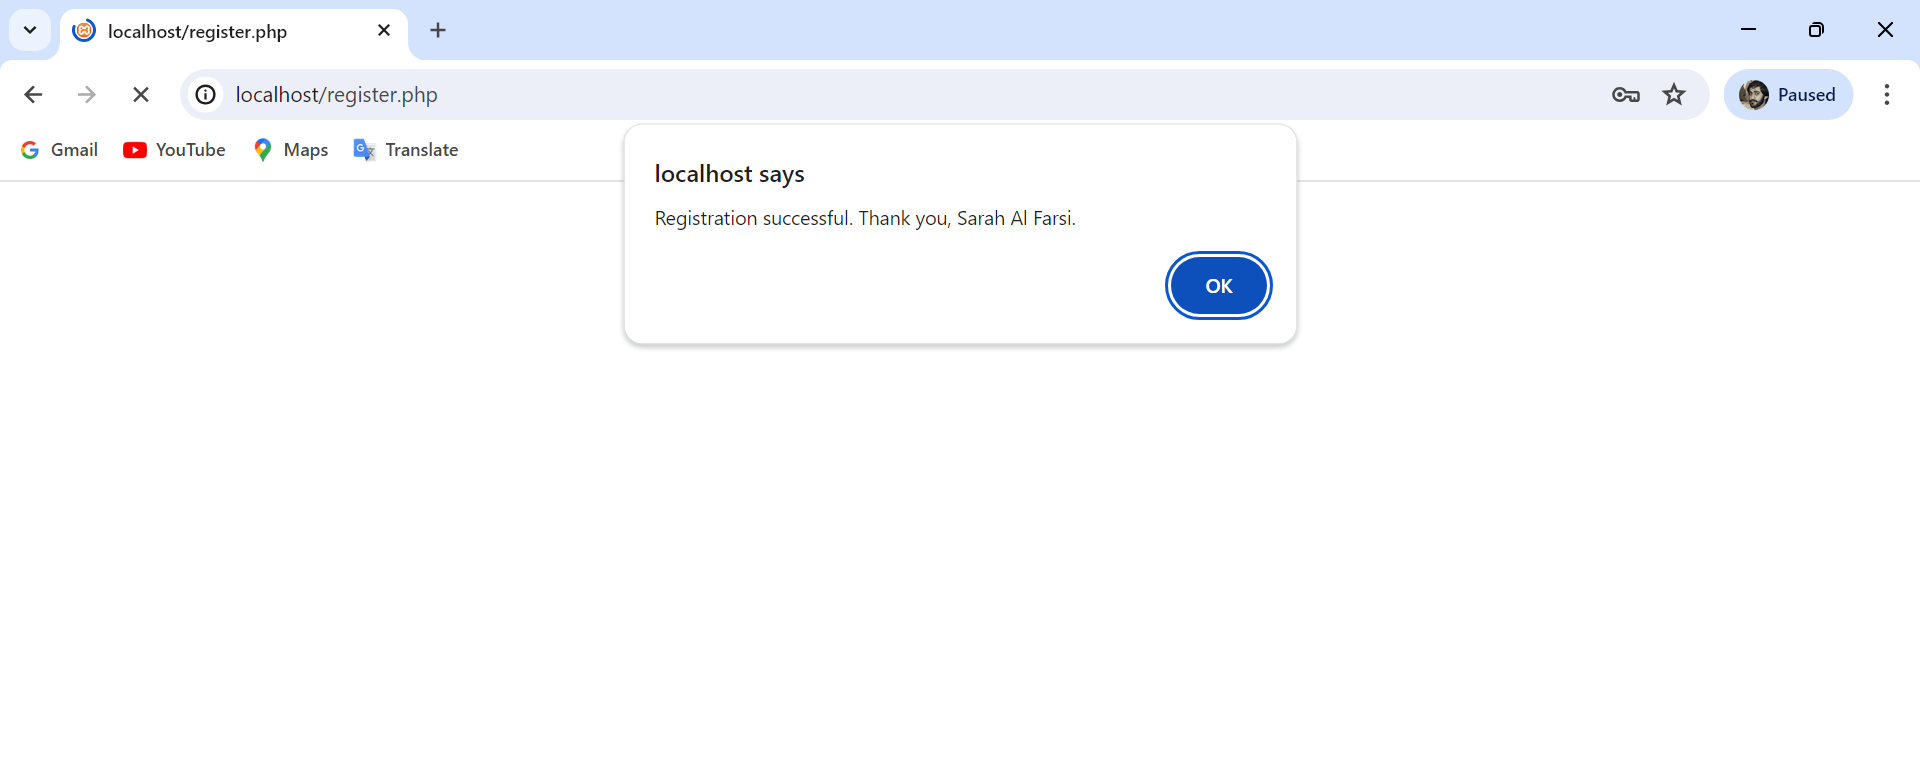 localhost/register.php
localhost/register.php
Paused
Gmail
YouTube
Maps
Translate
localhost says
Registration successful. Thank you, Sarah Al Farsi.
OK